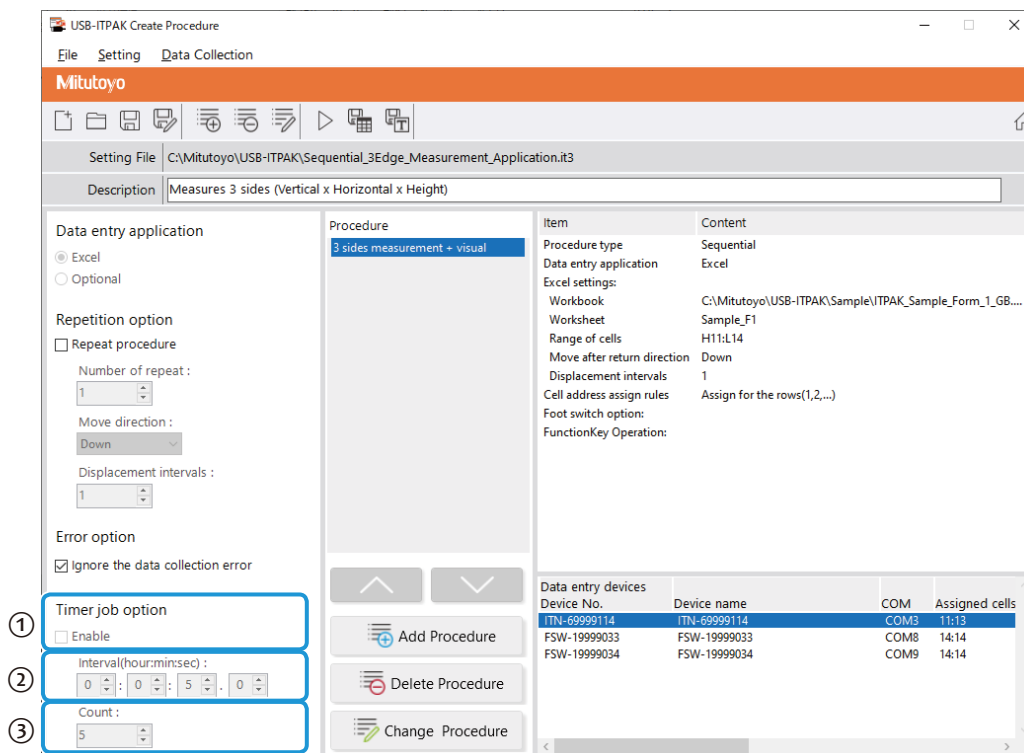 USB-ITPAK Create Procedure
File Setting Data Collection
Mitutoyo
Setting File C:\Mitutoyo\USB-ITPAK\Sequential_3Edge_Measurement_Application.it3
Description Measures 3 sides (Vertical x Horizontal x Height)
Data entry application
Excel
Optional
Repetition option
Repeat procedure
Number of repeat :
1
Move direction :
Down
Displacement intervals :
1
Error option
Ignore the data collection error
① Timer job option
Enable
② Interval(hour:min:sec) :
0 : 0 : 5 . 0
③ Count :
5
Procedure
3 sides measurement + visual
Add Procedure
Delete Procedure
Change Procedure
Item Content
Procedure type Sequential
Data entry application Excel
Excel settings:
Workbook C:\Mitutoyo\USB-ITPAK\Sample\ITPAK_Sample_Form_1_GB....
Worksheet Sample_F1
Range of cells H11:L14
Move after return direction Down
Displacement intervals 1
Cell address assign rules Assign for the rows(1,2,...)
Foot switch option:
FunctionKey Operation:
Data entry devices
Device No. Device name COM Assigned cells
ITN-69999114 ITN-69999114 COM3 11:13
FSW-19999033 FSW-19999033 COM8 14:14
FSW-19999034 FSW-19999034 COM9 14:14